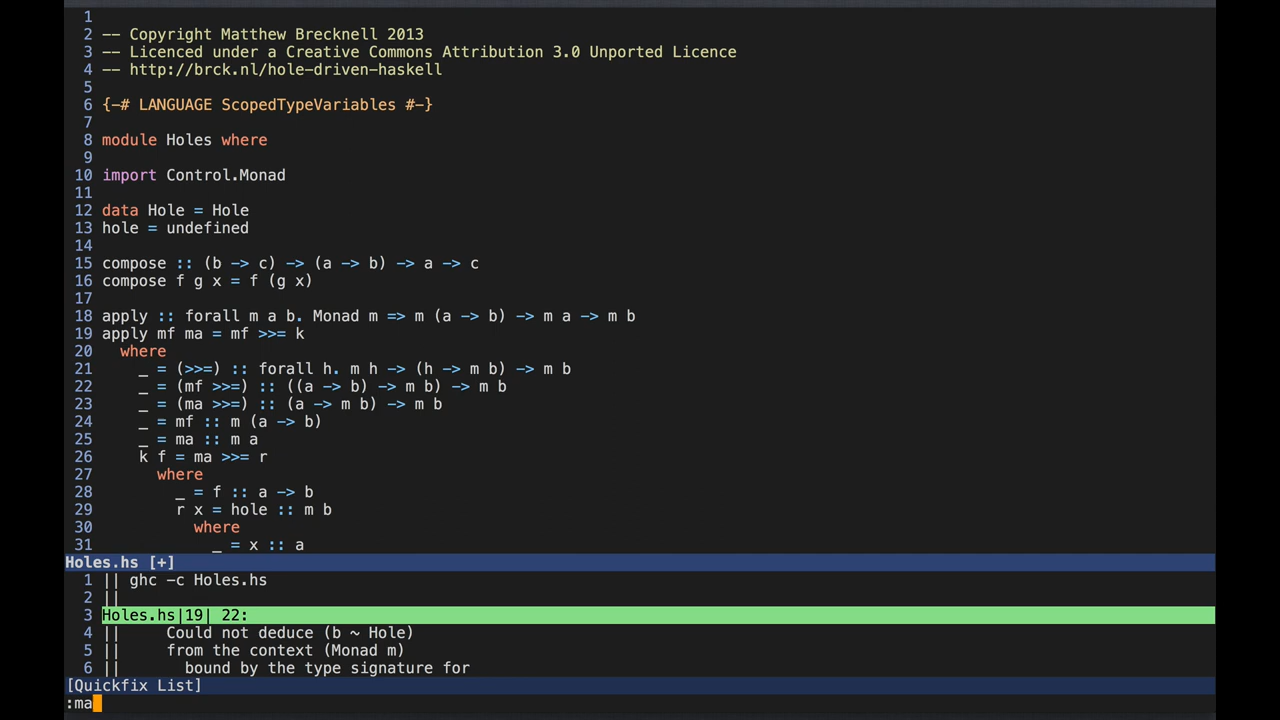 1
2 -- Copyright Matthew Brecknell 2013
3 -- Licenced under a Creative Commons Attribution 3.0 Unported Licence
4 -- http://brck.nl/hole-driven-haskell
5
6 {-# LANGUAGE ScopedTypeVariables #-}
7
8 module Holes where
9
10 import Control.Monad
11
12 data Hole = Hole
13 hole = undefined
14
15 compose :: (b -> c) -> (a -> b) -> a -> c
16 compose f g x = f (g x)
17
18 apply :: forall m a b. Monad m => m (a -> b) -> m a -> m b
19 apply mf ma = mf >>= k
20   where
21     _ = (>>=) :: forall h. m h -> (h -> m b) -> m b
22     _ = (mf >>=) :: ((a -> b) -> m b) -> m b
23     _ = (ma >>=) :: (a -> m b) -> m b
24     _ = mf :: m (a -> b)
25     _ = ma :: m a
26     k f = ma >>= r
27       where
28         _ = f :: a -> b
29         r x = hole :: m b
30           where
31             _ = x :: a
Holes.hs [+]
1 || ghc -c Holes.hs
2 ||
3 Holes.hs|19| 22:
4 ||     Could not deduce (b ~ Hole)
5 ||     from the context (Monad m)
6 ||       bound by the type signature for
[Quickfix List]
:ma